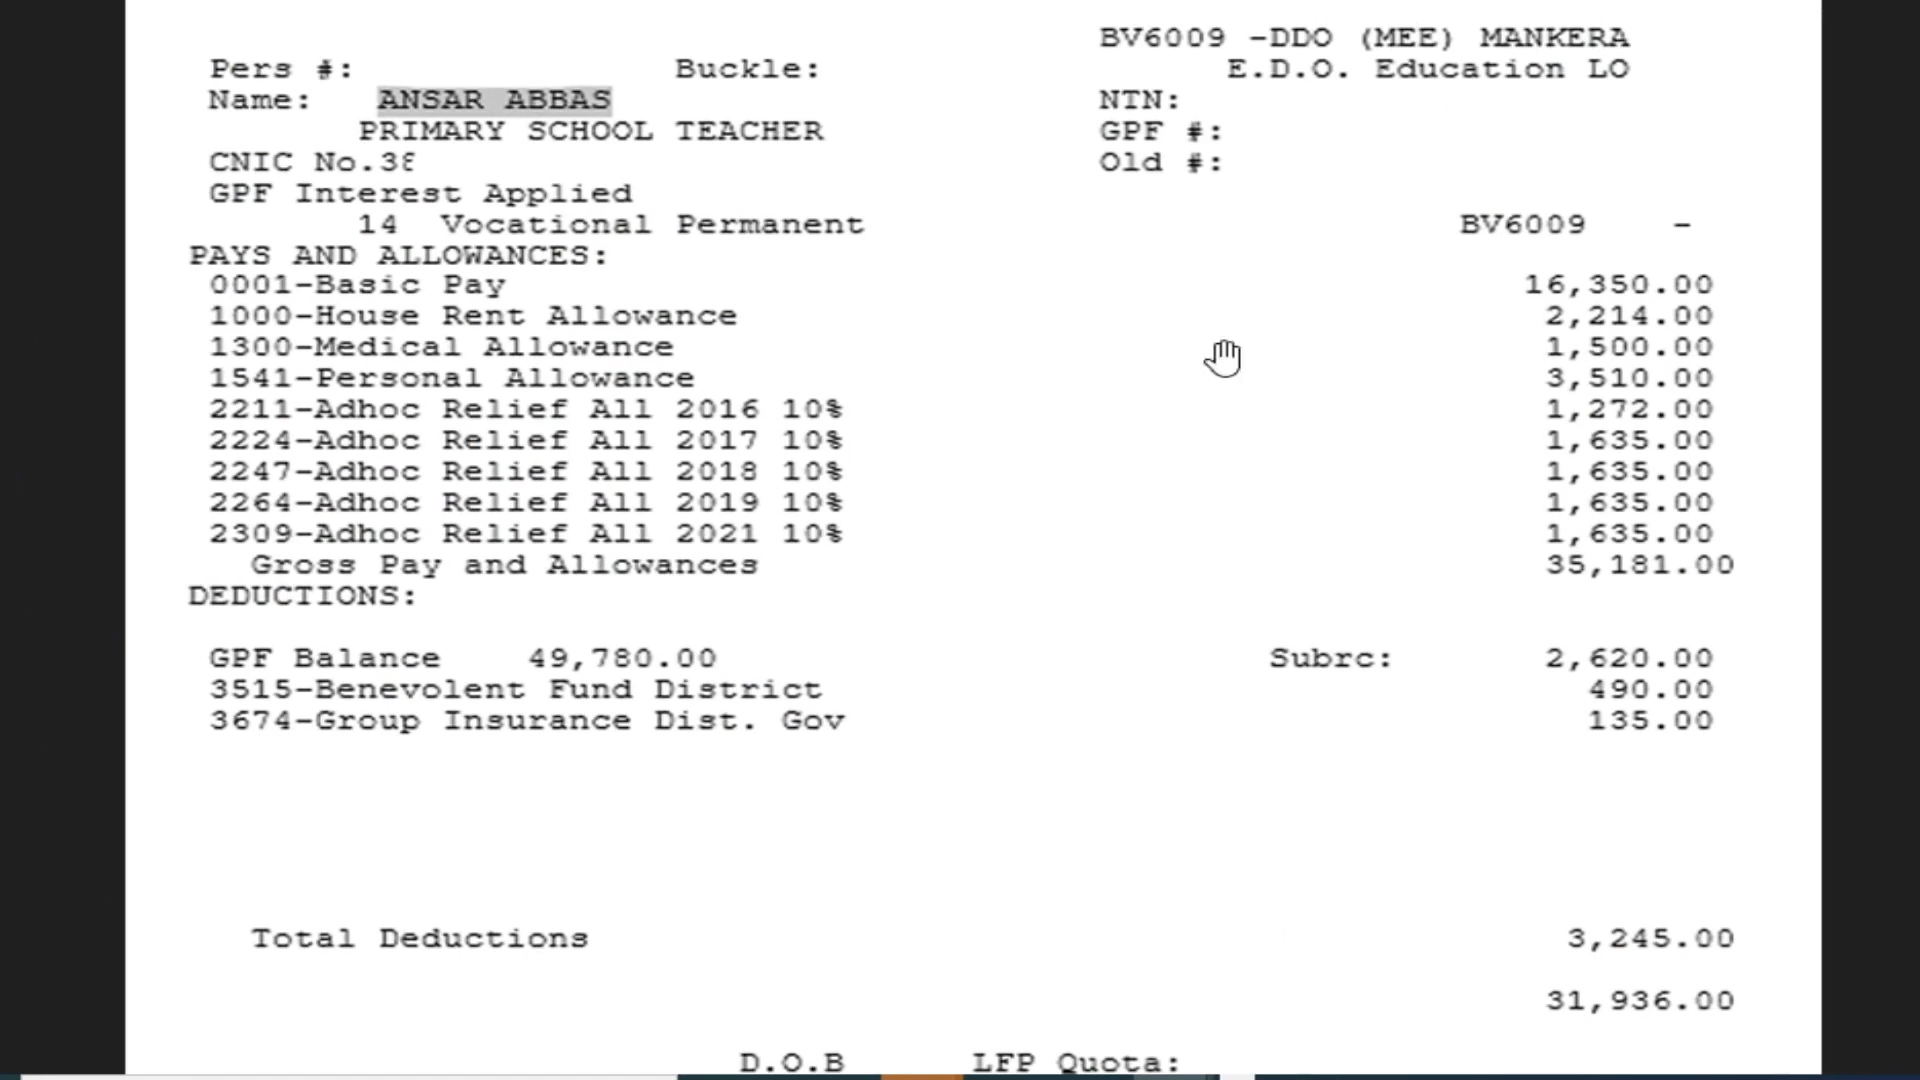 BV6009 -DDO (MEE) MANKERA
Pers #: Buckle: E.D.O. Education LO
Name: ANSAR ABBAS NTN:
PRIMARY SCHOOL TEACHER GPF #:
CNIC No.38 Old #:
GPF Interest Applied
14 Vocational Permanent BV6009 -
PAYS AND ALLOWANCES:
0001-Basic Pay 16,350.00
1000-House Rent Allowance 2,214.00
1300-Medical Allowance 1,500.00
1541-Personal Allowance 3,510.00
2211-Adhoc Relief All 2016 10% 1,272.00
2224-Adhoc Relief All 2017 10% 1,635.00
2247-Adhoc Relief All 2018 10% 1,635.00
2264-Adhoc Relief All 2019 10% 1,635.00
2309-Adhoc Relief All 2021 10% 1,635.00
Gross Pay and Allowances 35,181.00
DEDUCTIONS:
GPF Balance 49,780.00 Subrc: 2,620.00
3515-Benevolent Fund District 490.00
3674-Group Insurance Dist. Gov 135.00
Total Deductions 3,245.00
31,936.00
D.O.B LFP Quota: